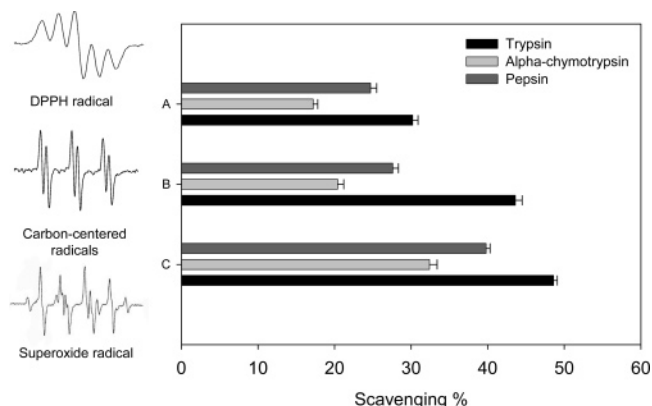 DPPH radical
Carbon-centered
radicals
Superoxide radical
Trypsin
Alpha-chymotrypsin
Pepsin
A
B
C
0 10 20 30 40 50 60
Scavenging %